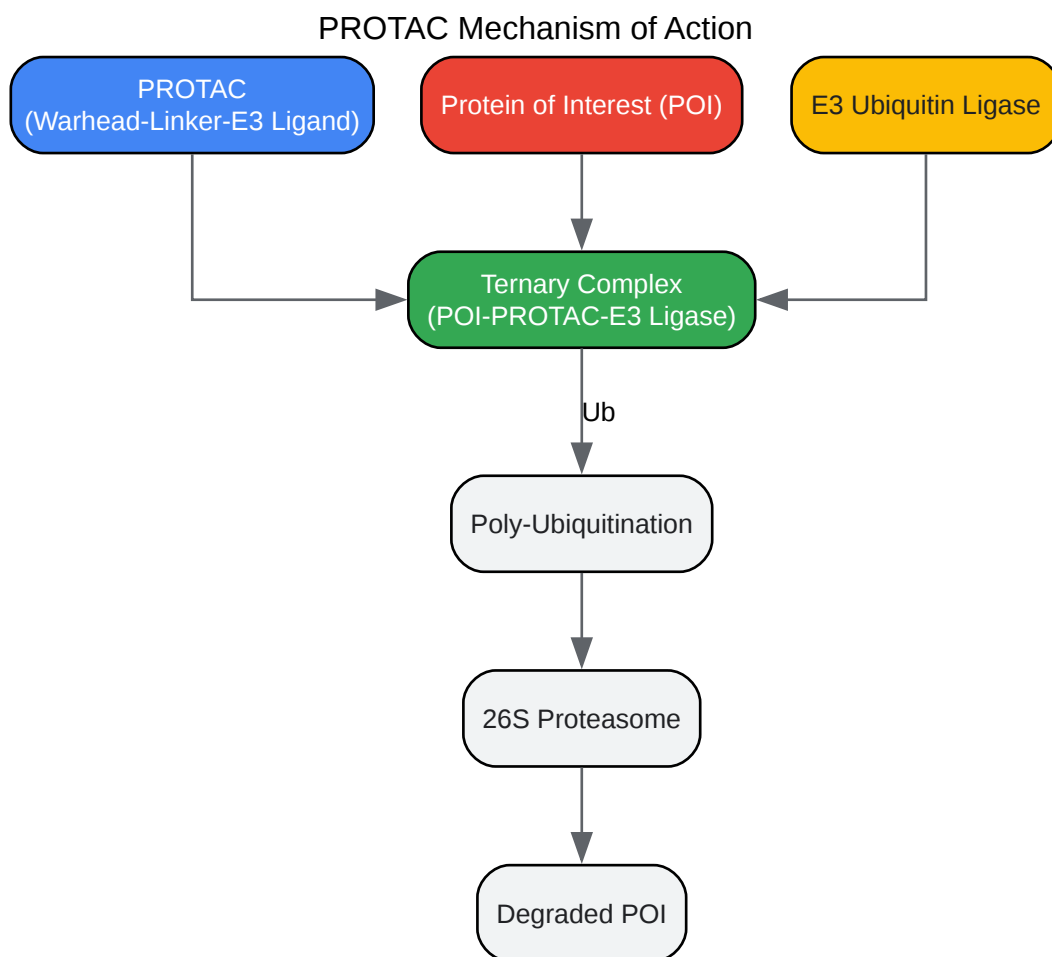 PROTAC Mechanism of Action
PROTAC
(Warhead-Linker-E3 Ligand)
Protein of Interest (POI)
E3 Ubiquitin Ligase
Ternary Complex
(POI-PROTAC-E3 Ligase)
Ub
Poly-Ubiquitination
26S Proteasome
Degraded POI